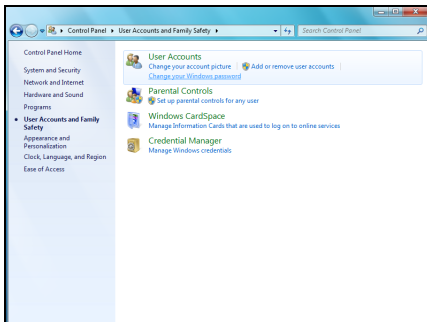 Control Panel ▸ User Accounts and Family Safety ▸
Search Control Panel
Control Panel Home
System and Security
Network and Internet
Hardware and Sound
Programs
User Accounts and Family
Safety
Appearance and
Personalization
Clock, Language, and Region
Ease of Access
User Accounts
Change your account picture
Add or remove user accounts
Change your Windows password
Parental Controls
Set up parental controls for any user
Windows CardSpace
Manage Information Cards that are used to log on to online services
Credential Manager
Manage Windows credentials